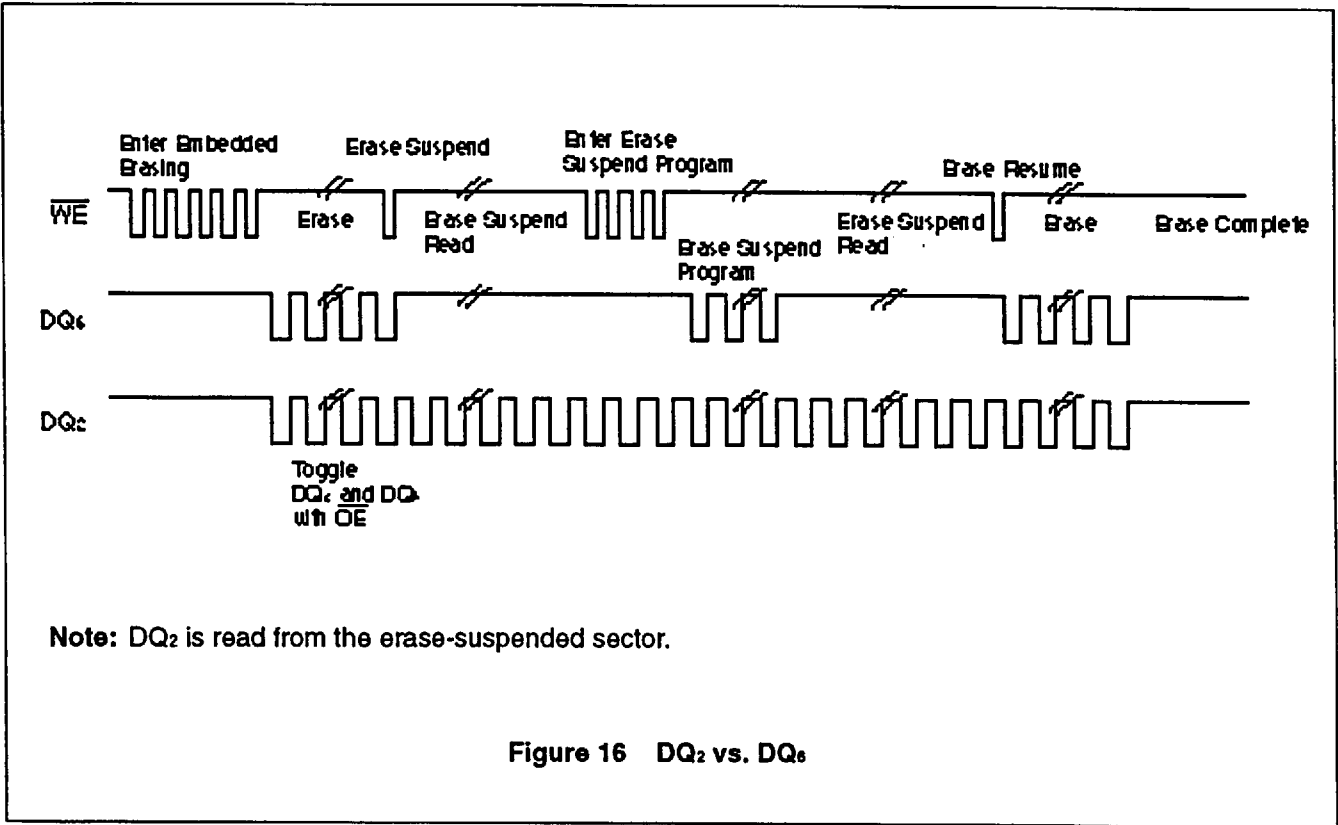 Enter Embedded
Erasing
Erase Suspend
Enter Erase
Suspend Program
Erase Resume
WE
Erase
Erase Suspend
Read
Erase Suspend
Program
Erase Suspend
Read
Erase
Erase Complete
DQ6
DQ2
Toggle
DQ2 and DQ6
with OE
Note: DQ2 is read from the erase-suspended sector.
Figure 16 DQ2 vs. DQ6